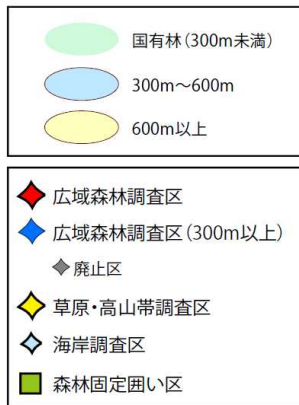 国有林(300m未満)
300m～600m
600m以上
広域森林調査区
広域森林調査区(300m以上)
廃止区
草原・高山帯調査区
海岸調査区
森林固定囲い区